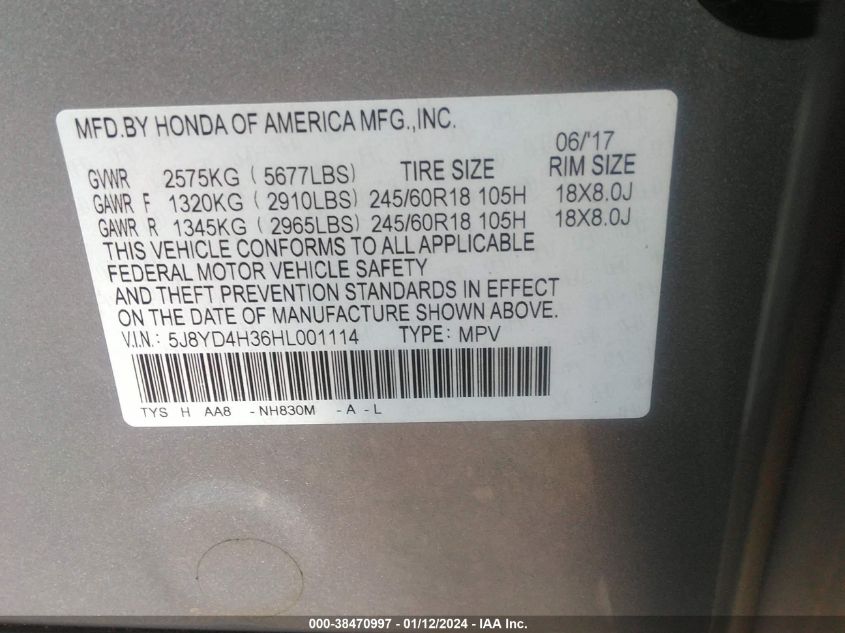 MFD.BY HONDA OF AMERICA MFG.,INC.
06/'17
GVWR 2575KG ( 5677LBS) TIRE SIZE RIM SIZE
GAWR F 1320KG ( 2910LBS) 245/60R18 105H 18X8.0J
GAWR R 1345KG ( 2965LBS) 245/60R18 105H 18X8.0J
THIS VEHICLE CONFORMS TO ALL APPLICABLE
FEDERAL MOTOR VEHICLE SAFETY
AND THEFT PREVENTION STANDARDS IN EFFECT
ON THE DATE OF MANUFACTURE SHOWN ABOVE.
V.I.N.: 5J8YD4H36HL001114 TYPE: MPV
TYS H AA8 -NH830M -A -L
000-38470997 - 01/12/2024 - IAA Inc.